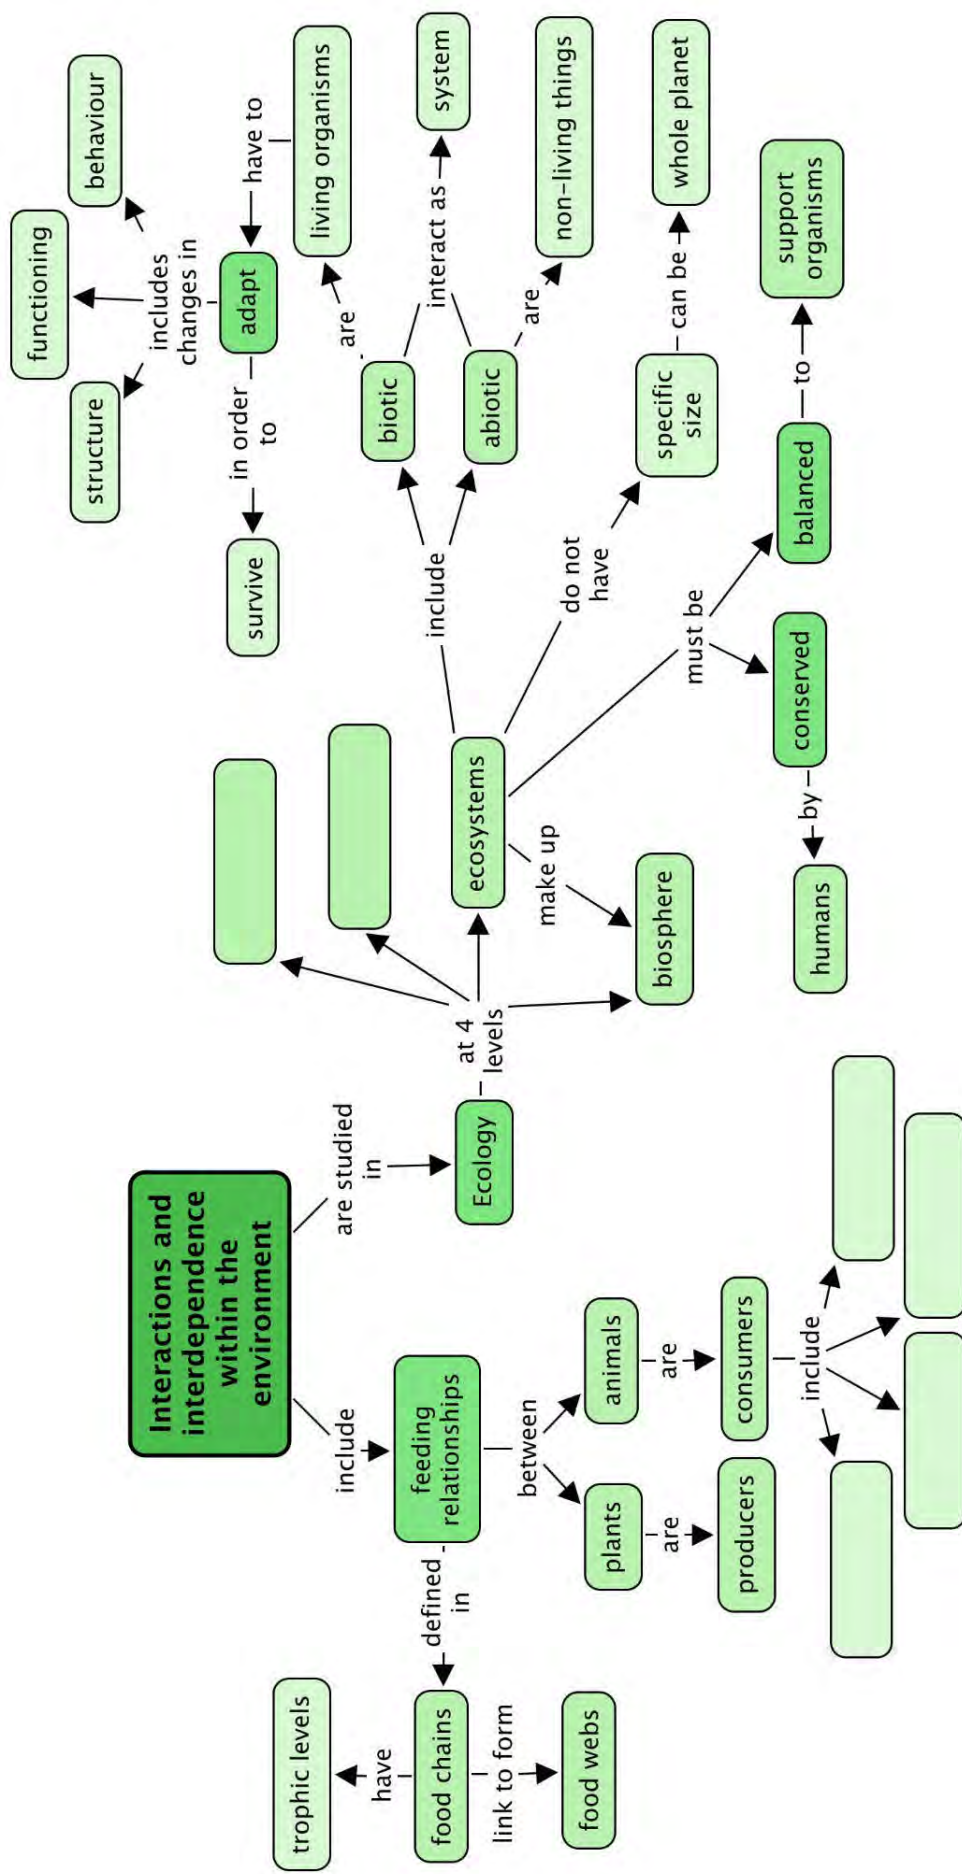 Interactions and
interdependence
within the
environment
include
are studied
in
feeding
relationships
defined
in
food chains
have
trophic levels
link to form
food webs
between
plants
are
producers
animals
are
consumers
include
Ecology
at 4
levels
ecosystems
make up
biosphere
include
biotic
are
living organisms
have to
adapt
includes
changes in
structure
functioning
behaviour
in order
to
survive
abiotic
are
non-living things
interact as
system
do not
have
specific
size
can be
whole planet
must be
conserved
by
humans
balanced
to
support
organisms